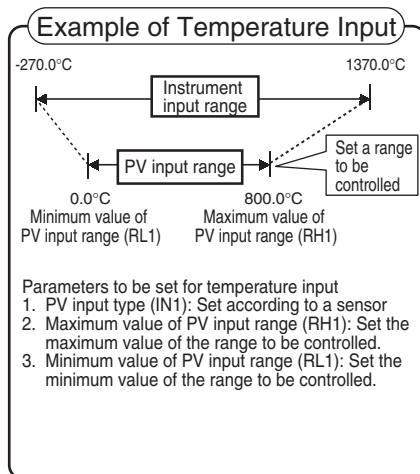 Example of Temperature Input
-270.0°C
1370.0°C
Instrument
input range
PV input range
Set a range
to be
controlled
0.0°C
800.0°C
Minimum value of
PV input range (RL1)
Maximum value of
PV input range (RH1)
Parameters to be set for temperature input
1. PV input type (IN1): Set according to a sensor
2. Maximum value of PV input range (RH1): Set the
maximum value of the range to be controlled.
3. Minimum value of PV input range (RL1): Set the
minimum value of the range to be controlled.